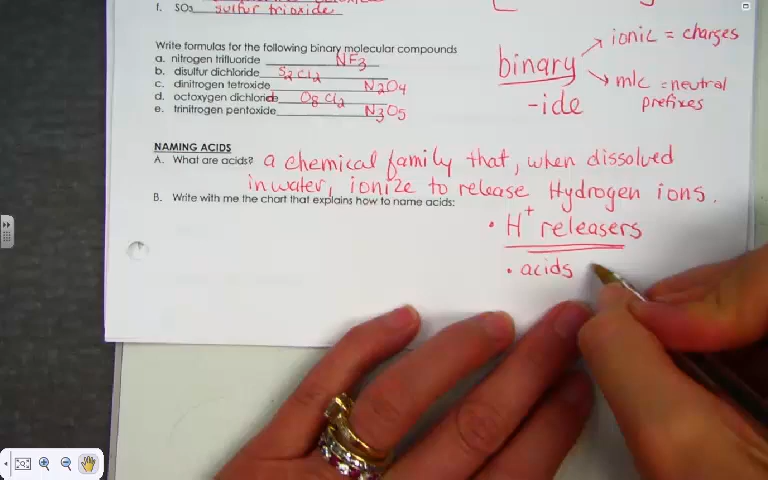 f. SO3 sulfur trioxide
Write formulas for the following binary molecular compounds
a. nitrogen trifluoride NF3
b. disulfur dichloride S2Cl2
c. dinitrogen tetroxide N2O4
d. octoxygen dichloride O8Cl2
e. trinitrogen pentoxide N3O5
binary
-ide
ionic = charges
mlc = neutral
prefixes
NAMING ACIDS
A. What are acids? a chemical family that, when dissolved
in water, ionize to release Hydrogen ions.
B. Write with me the chart that explains how to name acids:
• H+ releasers
• acids